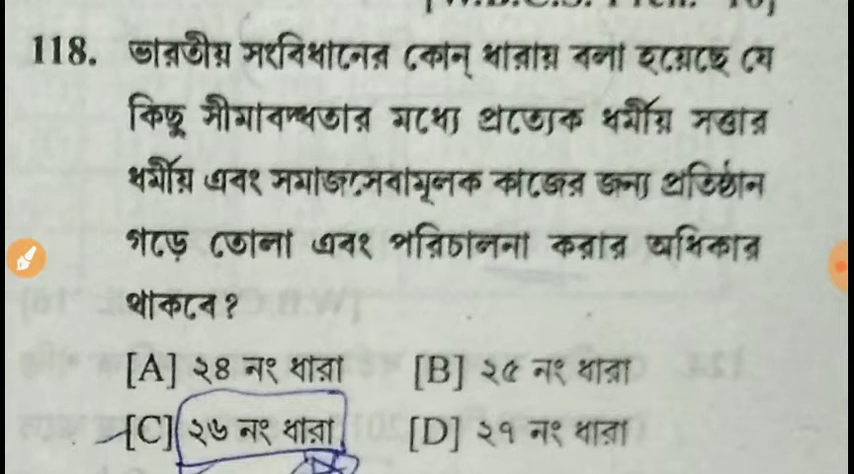 118. ভারতীয় সংবিধানের কোন্ ধারায় বলা হয়েছে যে
কিছু সীমাবদ্ধতার মধ্যে প্রত্যেক ধর্মীয় সত্তার
ধর্মীয় এবং সমাজসেবামূলক কাজের জন্য প্রতিষ্ঠান
গড়ে তোলা এবং পরিচালনা করার অধিকার
থাকবে?
[A] ২৪ নং ধারা [B] ২৫ নং ধারা
[C] ২৬ নং ধারা [D] ২৭ নং ধারা